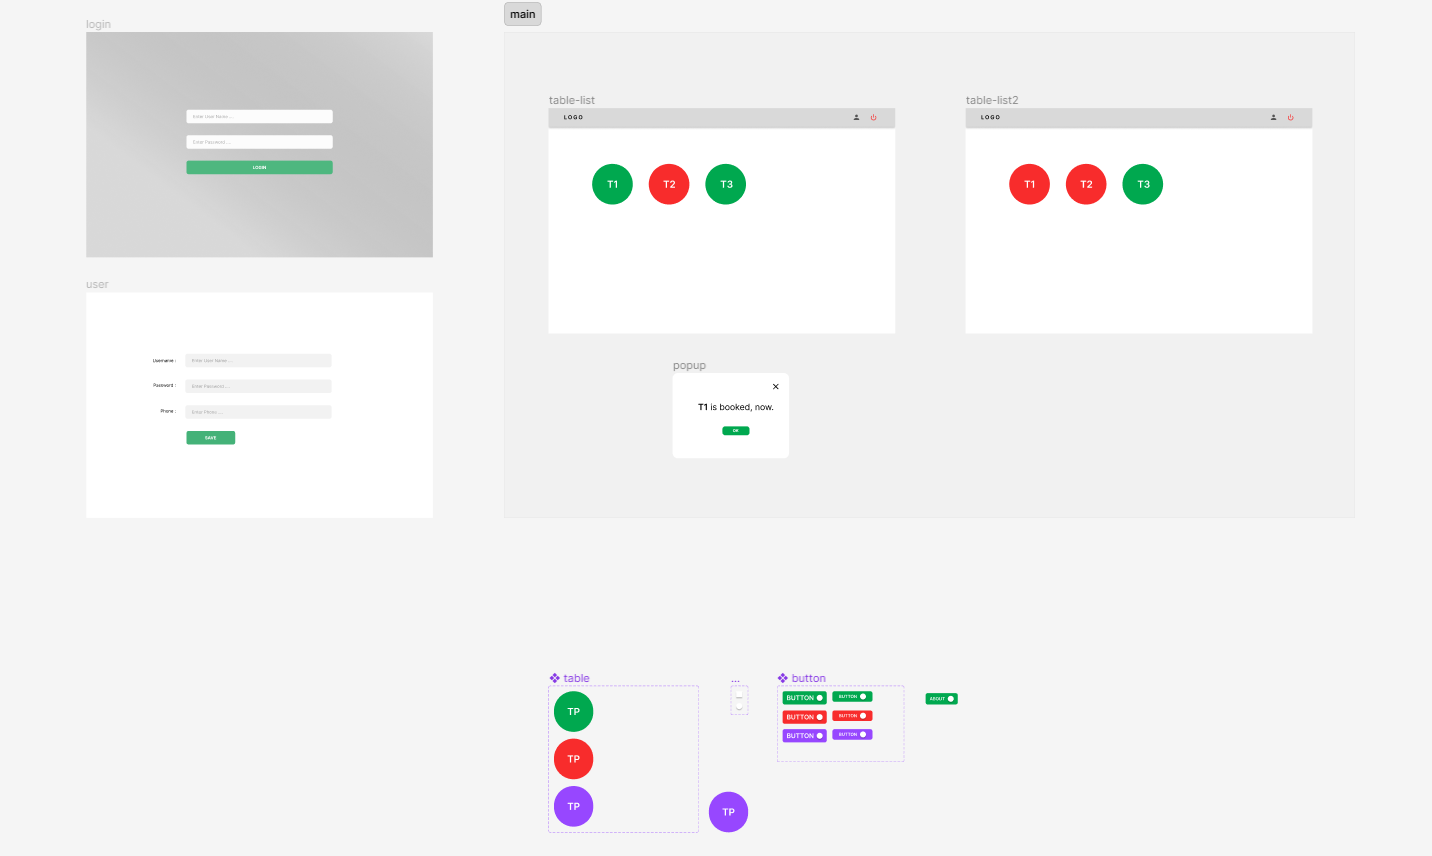 login
Enter User Name ...
Enter Password ...
LOGIN
user
Username :
Enter User Name ...
Password :
Enter Password ...
Phone :
Enter Phone ...
SAVE
main
table-list
LOGO
T1
T2
T3
table-list2
LOGO
T1
T2
T3
popup
T1 is booked, now.
OK
table
TP
TP
TP
TP
...
button
BUTTON
BUTTON
BUTTON
BUTTON
BUTTON
BUTTON
ABOUT